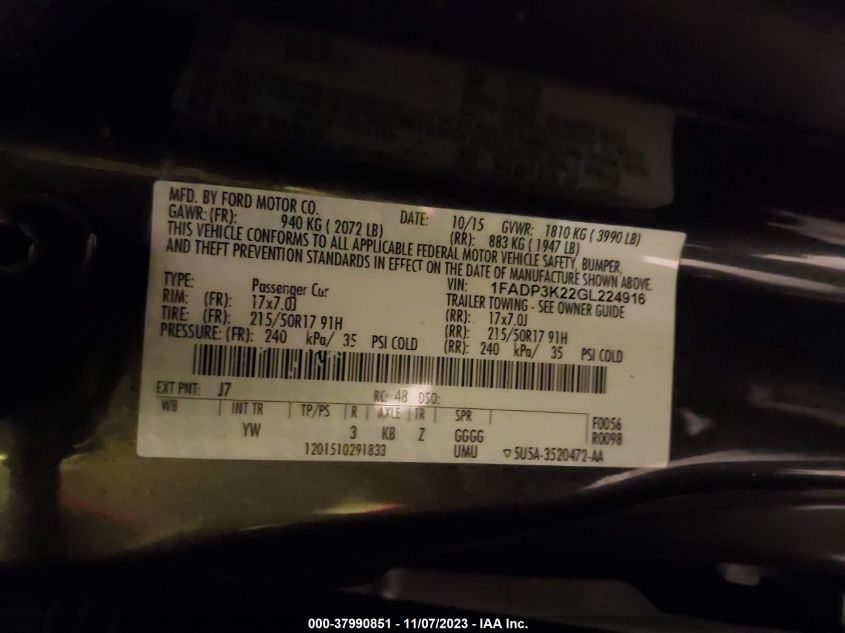 MFD. BY FORD MOTOR CO.
DATE: 10/15 GVWR: 1810 KG ( 3990 LB)
GAWR: (FR): 940 KG ( 2072 LB) (RR): 883 KG ( 1947 LB)
THIS VEHICLE CONFORMS TO ALL APPLICABLE FEDERAL MOTOR VEHICLE SAFETY, BUMPER,
AND THEFT PREVENTION STANDARDS IN EFFECT ON THE DATE OF MANUFACTURE SHOWN ABOVE.
VIN: 1FADP3K22GL224916
TYPE: Passenger Car TRAILER TOWING - SEE OWNER GUIDE
RIM: (FR): 17x7.0J (RR): 17x7.0J
TIRE: (FR): 215/50R17 91H (RR): 215/50R17 91H
PRESSURE: (FR): 240 kPa/ 35 PSI COLD (RR): 240 kPa/ 35 PSI COLD
EXT PNT: J7 RC: 48 DSO:
WB INT TR TP/PS R AXLE TR SPR F0056
YW 3 KB Z GGGG R0098
1201510291833 UMU ▽5U5A-3520472-AA
000-37990851 - 11/07/2023 - IAA Inc.